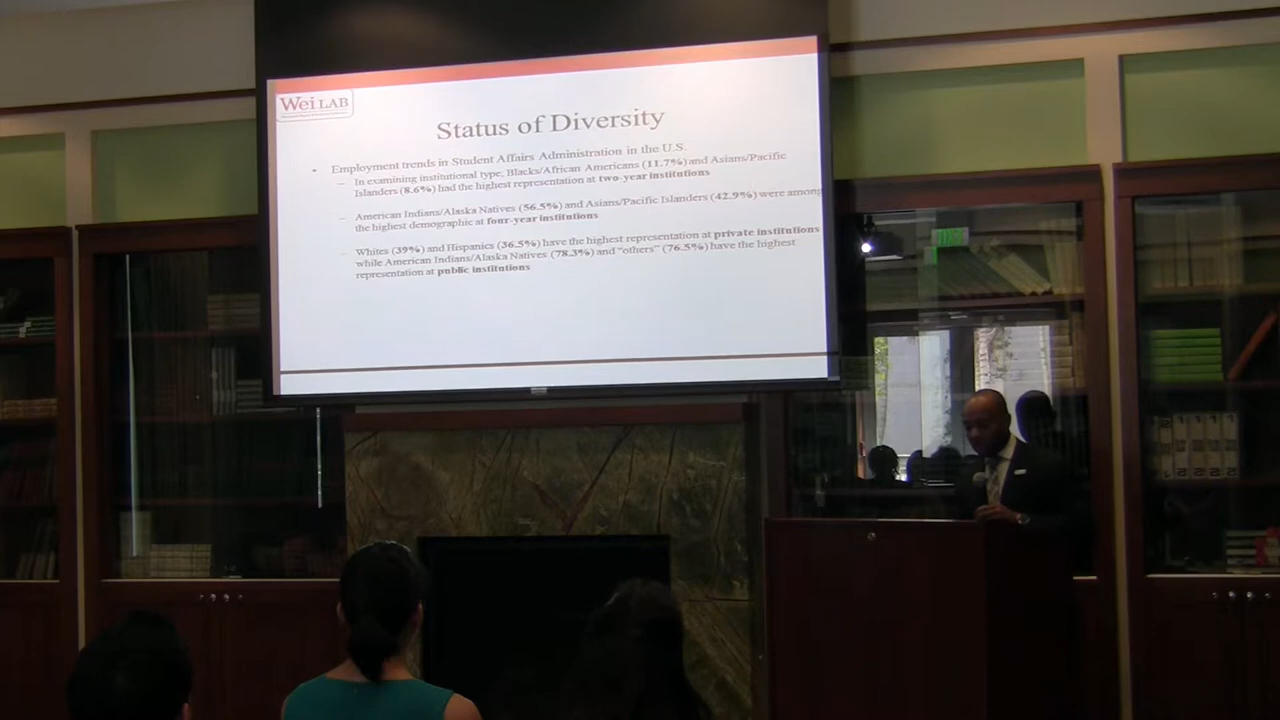 Wei LAB
Status of Diversity
• Employment trends in Student Affairs Administration in the U.S.
– In examining institutional type, Blacks/African Americans (11.7%) and Asians/Pacific
Islanders (8.6%) had the highest representation at two-year institutions
– American Indians/Alaska Natives (56.5%) and Asians/Pacific Islanders (42.9%) were among
the highest demographic at four-year institutions
– Whites (39%) and Hispanics (36.5%) have the highest representation at private institutions
while American Indians/Alaska Natives (78.3%) and "others" (76.5%) have the highest
representation at public institutions